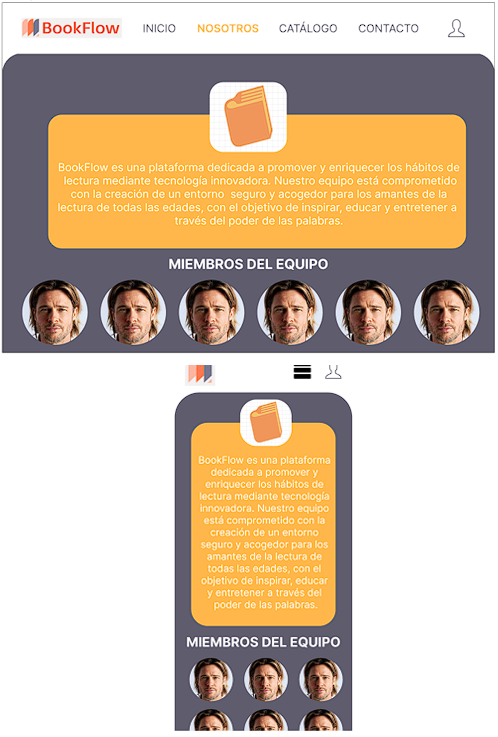 BookFlow INICIO NOSOTROS CATÁLOGO CONTACTO
BookFlow es una plataforma dedicada a promover y enriquecer los hábitos de
lectura mediante tecnología innovadora. Nuestro equipo está comprometido
con la creación de un entorno seguro y acogedor para los amantes de la
lectura de todas las edades, con el objetivo de inspirar, educar y entretener a
través del poder de las palabras.
MIEMBROS DEL EQUIPO
BookFlow es una plataforma
dedicada a promover y
enriquecer los hábitos de
lectura mediante tecnología
innovadora. Nuestro equipo
está comprometido con la
creación de un entorno
seguro y acogedor para los
amantes de la lectura de
todas las edades, con el
objetivo de inspirar, educar
y entretener a través del
poder de las palabras.
MIEMBROS DEL EQUIPO